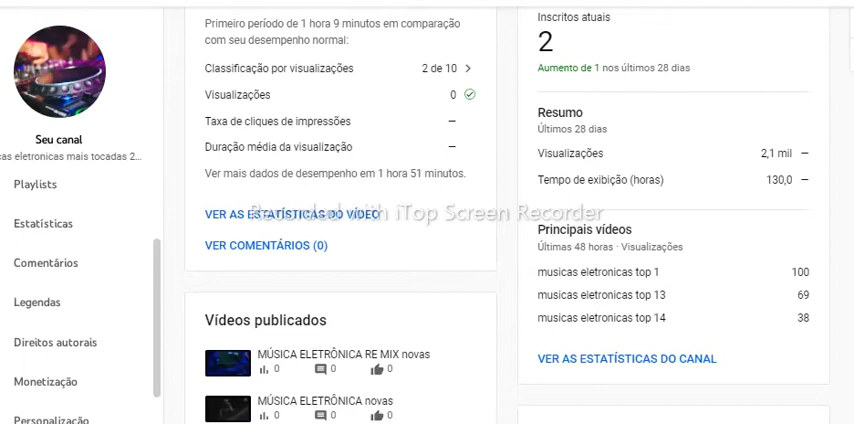 Seu canal
cas eletronicas mais tocadas 2...
Playlists
Estatísticas
Comentários
Legendas
Direitos autorais
Monetização
Personalização
Primeiro período de 1 hora 9 minutos em comparação
com seu desempenho normal:
Classificação por visualizações 2 de 10 >
Visualizações 0
Taxa de cliques de impressões —
Duração média da visualização —
Ver mais dados de desempenho em 1 hora 51 minutos.
VER AS ESTATÍSTICAS DO VÍDEO
VER COMENTÁRIOS (0)
Vídeos publicados
MÚSICA ELETRÔNICA RE MIX novas
0 0 0
MÚSICA ELETRÔNICA novas
0 0 0
Inscritos atuais
2
Aumento de 1 nos últimos 28 dias
Resumo
Últimos 28 dias
Visualizações 2,1 mil —
Tempo de exibição (horas) 130,0 —
Principais vídeos
Últimas 48 horas · Visualizações
musicas eletronicas top 1 100
musicas eletronicas top 13 69
musicas eletronicas top 14 38
VER AS ESTATÍSTICAS DO CANAL
Recorded with iTop Screen Recorder